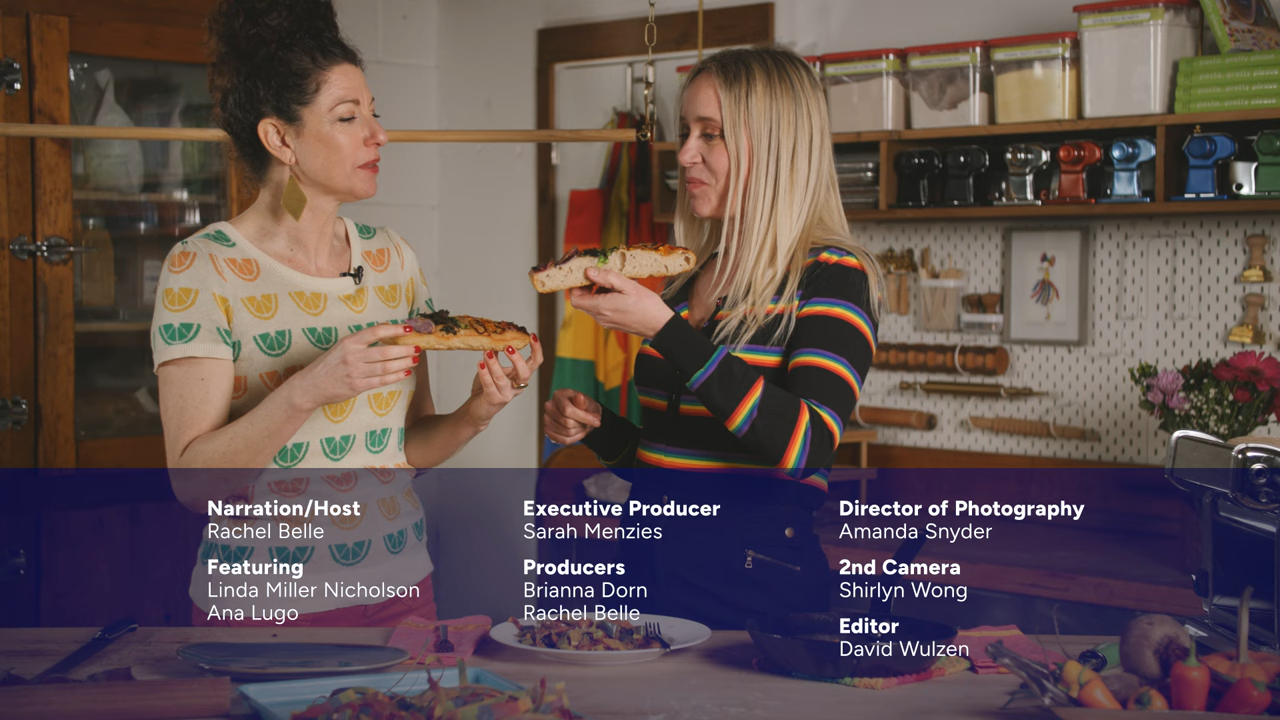 Narration/Host
Rachel Belle
Featuring
Linda Miller Nicholson
Ana Lugo
Executive Producer
Sarah Menzies
Producers
Brianna Dorn
Rachel Belle
Director of Photography
Amanda Snyder
2nd Camera
Shirlyn Wong
Editor
David Wulzen